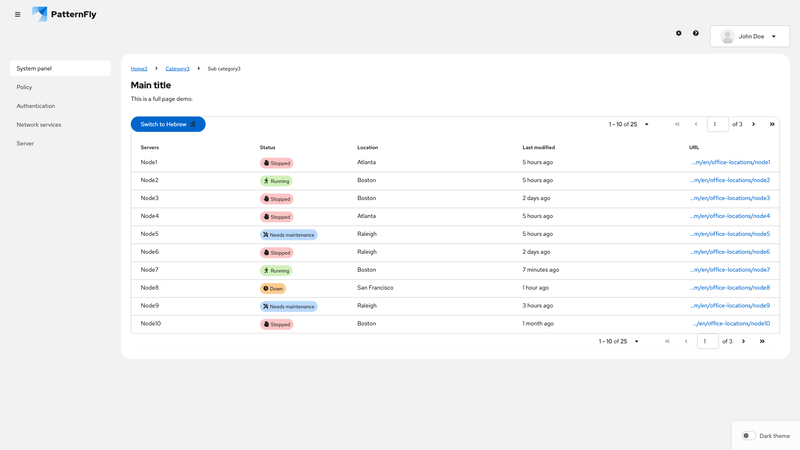 PatternFly
John Doe
System panel
Policy
Authentication
Network services
Server
Home3 Category3 Sub category3
Main title
This is a full page demo.
Switch to Hebrew 1 - 10 of 25 1 of 3
Servers Status Location Last modified URL
Node1 Stopped Atlanta 5 hours ago ...m/en/office-locations/node1
Node2 Running Boston 5 hours ago ...m/en/office-locations/node2
Node3 Stopped Boston 2 days ago ...m/en/office-locations/node3
Node4 Stopped Atlanta 5 hours ago ...m/en/office-locations/node4
Node5 Needs maintenance Raleigh 5 hours ago ...m/en/office-locations/node5
Node6 Stopped Raleigh 2 days ago ...m/en/office-locations/node6
Node7 Running Boston 7 minutes ago ...m/en/office-locations/node7
Node8 Down San Francisco 1 hour ago ...m/en/office-locations/node8
Node9 Needs maintenance Raleigh 3 hours ago ...m/en/office-locations/node9
Node10 Stopped Boston 1 month ago .../en/office-locations/node10
1 - 10 of 25 1 of 3
Dark theme